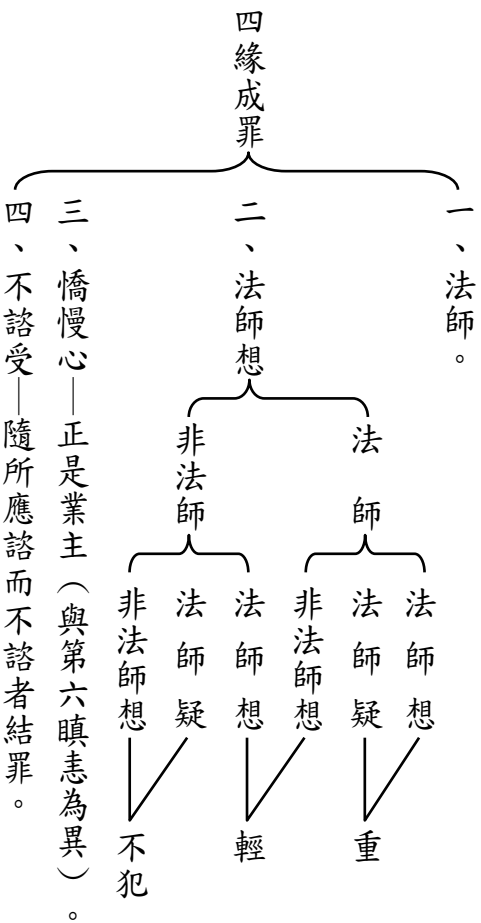 四緣成罪
一、法師。
二、法師想
法師
法師想
法師疑
非法師想
非法師
法師想
法師疑
非法師想
重
輕
不犯
三、憍慢心—正是業主（與第六瞋恚為異）。
四、不諮受—隨所應諮而不諮者結罪。